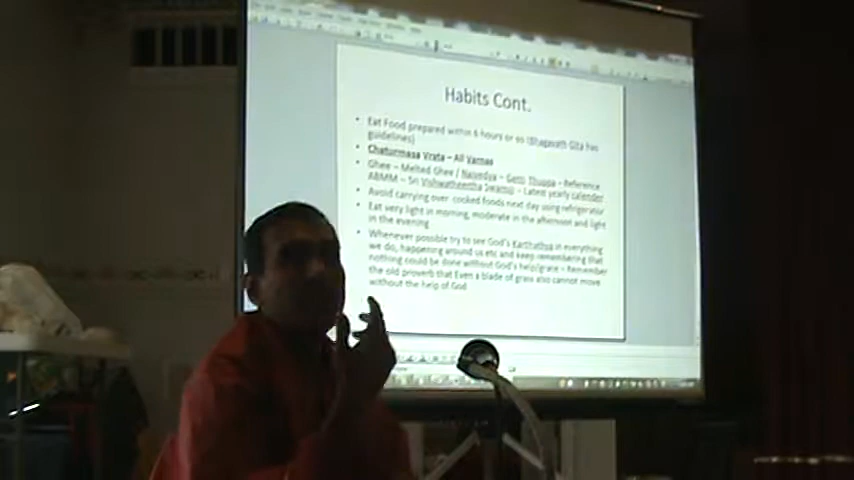 Habits Cont.
• Eat Food prepared within 6 hours or so (Bhagavath Gita has
guidelines)
• Chaturmasa Vrata – All Varnas
• Ghee – Melted Ghee / Naivedya – Getti Thuppa – Reference
ABMM – Sri Vishwatheertha Swamiji – Latest yearly calender
• Avoid carrying over cooked foods next day using refrigerator
• Eat very light in morning, moderate in the afternoon and light
in the evening
• Whenever possible try to see God's Karthathva in everything
we do, happening around us etc and keep remembering that
nothing could be done without God's help/grace – Remember
the old proverb that Even a blade of grass also cannot move
without the help of God